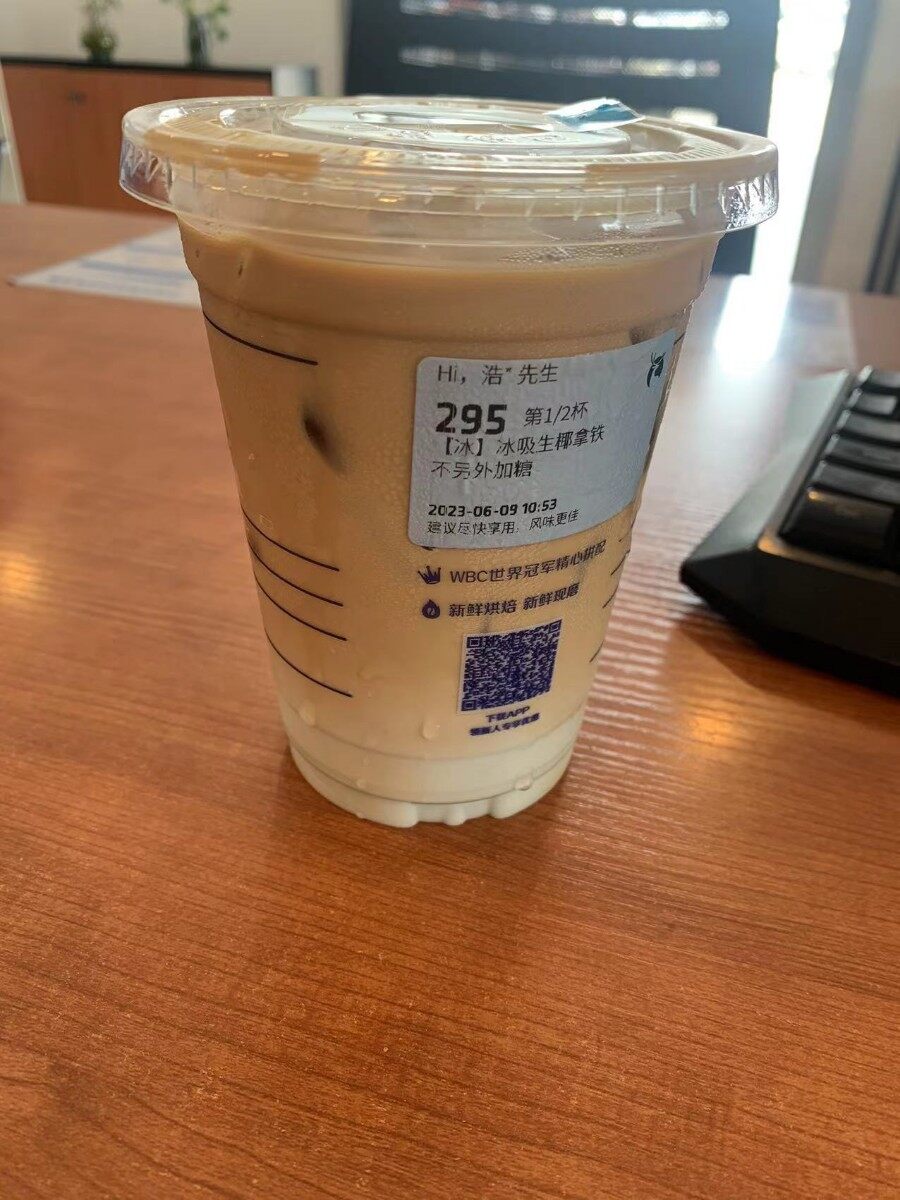 Hi, 浩* 先生
295 第1/2杯
【冰】冰吸生椰拿铁
不另外加糖
2023-06-09 10:53
建议尽快享用，风味更佳
WBC世界冠军精心拼配
新鲜烘焙 新鲜现磨
下载APP